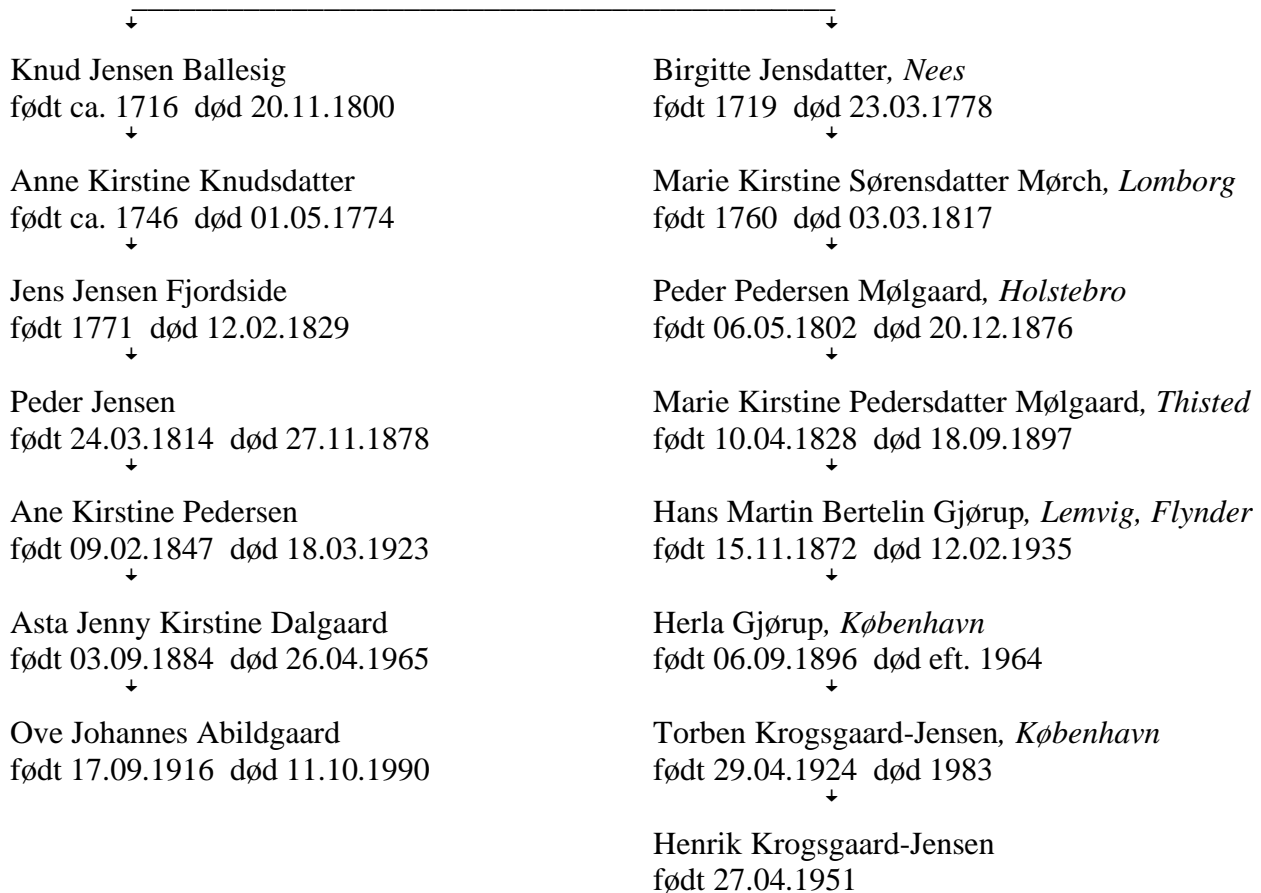 Knud Jensen Ballesig
født ca. 1716 død 20.11.1800
Anne Kirstine Knudsdatter
født ca. 1746 død 01.05.1774
Jens Jensen Fjordside
født 1771 død 12.02.1829
Peder Jensen
født 24.03.1814 død 27.11.1878
Ane Kirstine Pedersen
født 09.02.1847 død 18.03.1923
Asta Jenny Kirstine Dalgaard
født 03.09.1884 død 26.04.1965
Ove Johannes Abildgaard
født 17.09.1916 død 11.10.1990
Birgitte Jensdatter, Nees
født 1719 død 23.03.1778
Marie Kirstine Sørensdatter Mørch, Lomborg
født 1760 død 03.03.1817
Peder Pedersen Mølgaard, Holstebro
født 06.05.1802 død 20.12.1876
Marie Kirstine Pedersdatter Mølgaard, Thisted
født 10.04.1828 død 18.09.1897
Hans Martin Bertelin Gjørup, Lemvig, Flynder
født 15.11.1872 død 12.02.1935
Herla Gjørup, København
født 06.09.1896 død eft. 1964
Torben Krogsgaard-Jensen, København
født 29.04.1924 død 1983
Henrik Krogsgaard-Jensen
født 27.04.1951